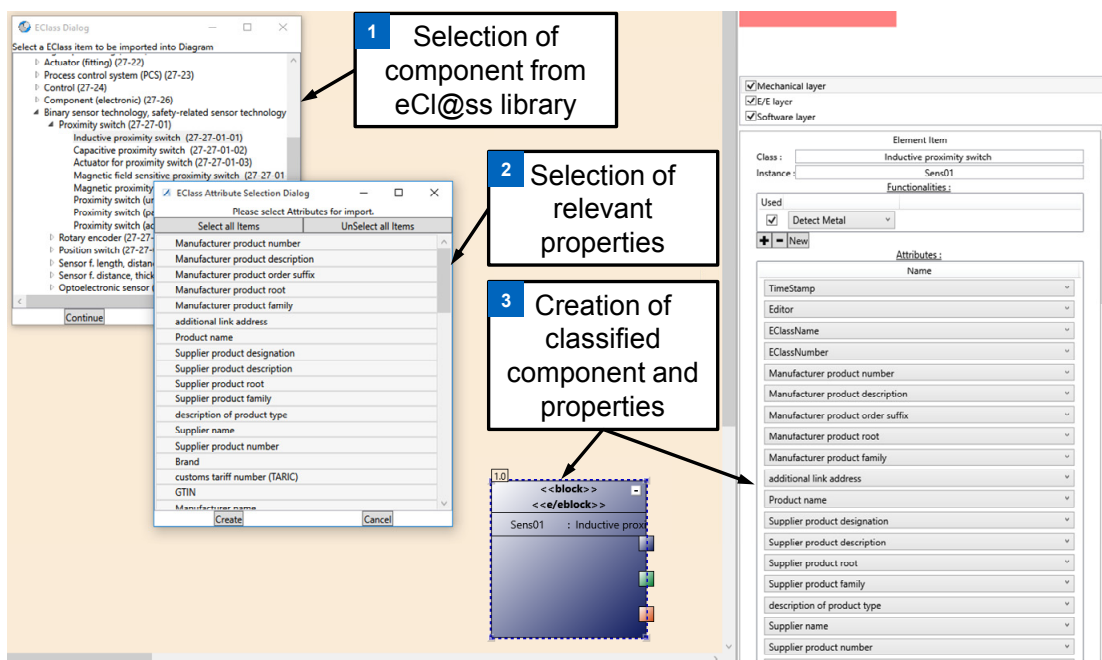 EClass Dialog
Select a EClass item to be imported into Diagram
Actuator (fitting) (27-22)
Process control system (PCS) (27-23)
Control (27-24)
Component (electronic) (27-26)
Binary sensor technology, safety-related sensor technology
Proximity switch (27-27-01)
Inductive proximity switch (27-27-01-01)
Capacitive proximity switch (27-27-01-02)
Actuator for proximity switch (27-27-01-03)
Magnetic field sensitive proximity switch (27-27-01
Magnetic proximity
Proximity switch (ur
Proximity switch (pa
Proximity switch (ac
Rotary encoder (27-27-
Position switch (27-27-
Sensor f. length, distan
Sensor f. distance, thick
Optoelectronic sensor (
Continue
EClass Attribute Selection Dialog
Please select Attributes for import.
Select all Items
UnSelect all Items
Manufacturer product number
Manufacturer product description
Manufacturer product order suffix
Manufacturer product root
Manufacturer product family
additional link address
Product name
Supplier product designation
Supplier product description
Supplier product root
Supplier product family
description of product type
Supplier name
Supplier product number
Brand
customs tariff number (TARIC)
GTIN
Manufacturer name
Create
Cancel
1
Selection of
component from
eCl@ss library
2
Selection of
relevant
properties
3
Creation of
classified
component and
properties
1.0
<<block>>
<<e/eblock>>
Sens01 : Inductive prox
Mechanical layer
E/E layer
Software layer
Element Item
Class : Inductive proximity switch
Instance : Sens01
Functionalities :
Used
Detect Metal
New
Attributes :
Name
TimeStamp
Editor
EClassName
EClassNumber
Manufacturer product number
Manufacturer product description
Manufacturer product order suffix
Manufacturer product root
Manufacturer product family
additional link address
Product name
Supplier product designation
Supplier product description
Supplier product root
Supplier product family
description of product type
Supplier name
Supplier product number